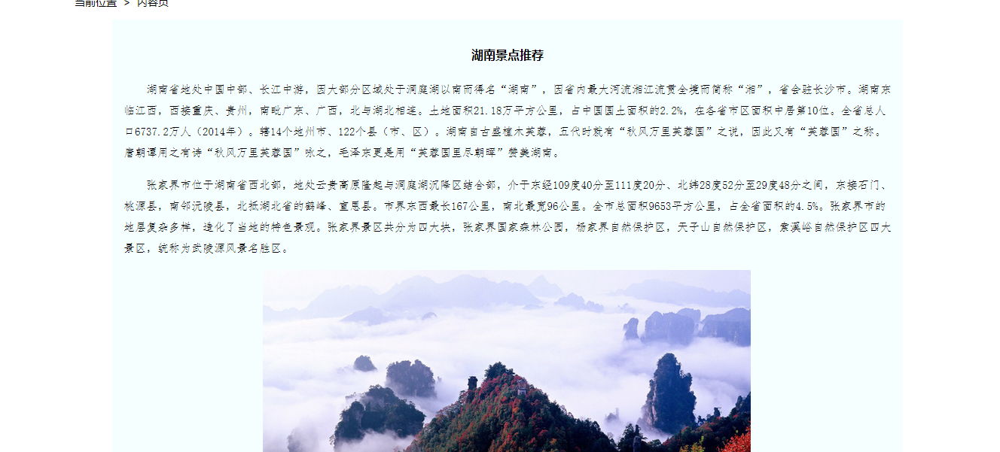 当前位置 > 内容页
湖南景点推荐
湖南省地处中国中部、长江中游，因大部分区域处于洞庭湖以南而得名“湖南”，因省内最大河流湘江流贯全境而简称“湘”，省会驻长沙市。湖南东
临江西，西接重庆、贵州，南毗广东、广西，北与湖北相连。土地面积21.18万平方公里，占中国国土面积的2.2%，在各省市区面积中居第10位。全省总人
口6737.2万人（2014年）。辖14个地州市、122个县（市、区）。湖南自古盛植木芙蓉，五代时就有“秋风万里芙蓉国”之说，因此又有“芙蓉国”之称。
唐朝谭用之有诗“秋风万里芙蓉国”咏之，毛泽东更是用“芙蓉国里尽朝晖”赞美湖南。
张家界市位于湖南省西北部，地处云贵高原隆起与洞庭湖沉降区结合部，介于东经109度40分至111度20分、北纬28度52分至29度48分之间，东接石门、
桃源县，南邻沅陵县，北抵湖北省的鹤峰、宣恩县。市界东西最长167公里，南北最宽96公里。全市总面积9653平方公里，占全省面积的4.5%。张家界市的
地层复杂多样，造化了当地的特色景观。张家界景区共分为四大块，张家界国家森林公园，杨家界自然保护区，天子山自然保护区，索溪峪自然保护区四大
景区，统称为武陵源风景名胜区。